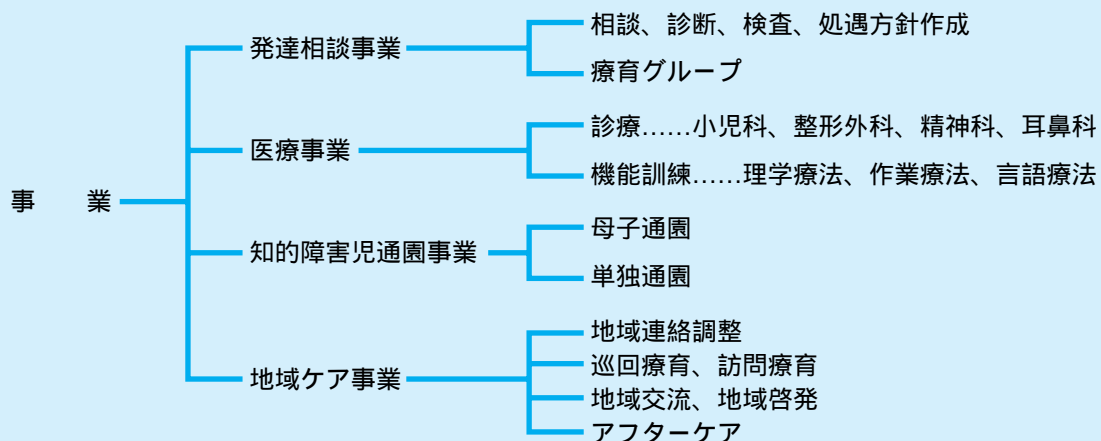 事　　業
発達相談事業
相談、診断、検査、処遇方針作成
療育グループ
医療事業
診療……小児科、整形外科、精神科、耳鼻科
機能訓練……理学療法、作業療法、言語療法
知的障害児通園事業
母子通園
単独通園
地域ケア事業
地域連絡調整
巡回療育、訪問療育
地域交流、地域啓発
アフターケア